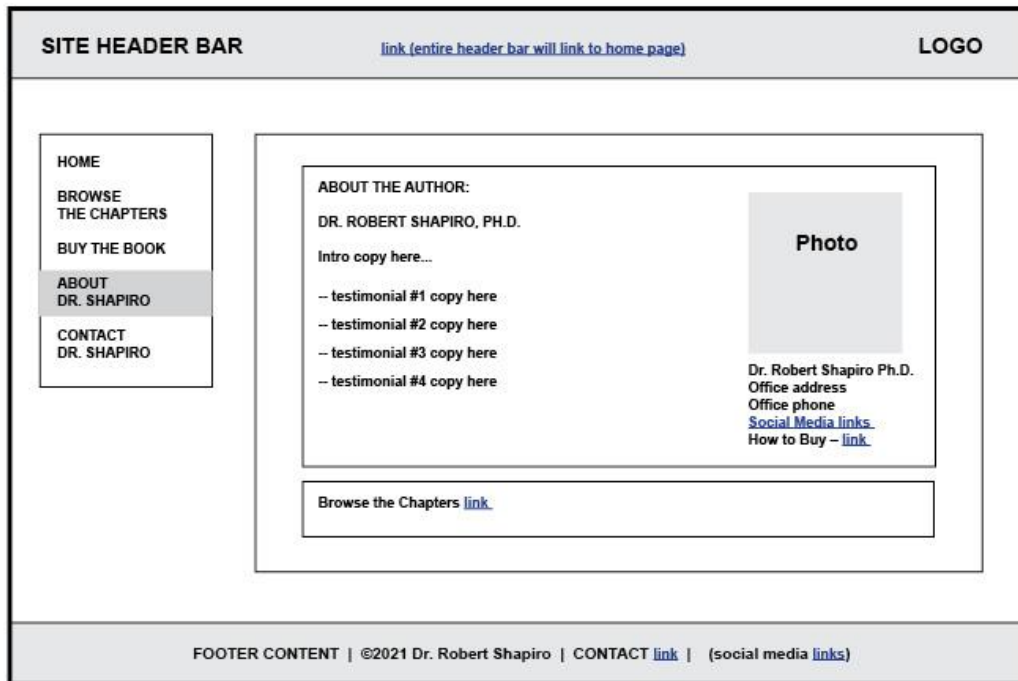 SITE HEADER BAR
link (entire header bar will link to home page)
LOGO
HOME
BROWSE
THE CHAPTERS
BUY THE BOOK
ABOUT
DR. SHAPIRO
CONTACT
DR. SHAPIRO
ABOUT THE AUTHOR:
DR. ROBERT SHAPIRO, PH.D.
Intro copy here...
-- testimonial #1 copy here
-- testimonial #2 copy here
-- testimonial #3 copy here
-- testimonial #4 copy here
Photo
Dr. Robert Shapiro Ph.D.
Office address
Office phone
Social Media links
How to Buy – link
Browse the Chapters link
FOOTER CONTENT | ©2021 Dr. Robert Shapiro | CONTACT link | (social media links)